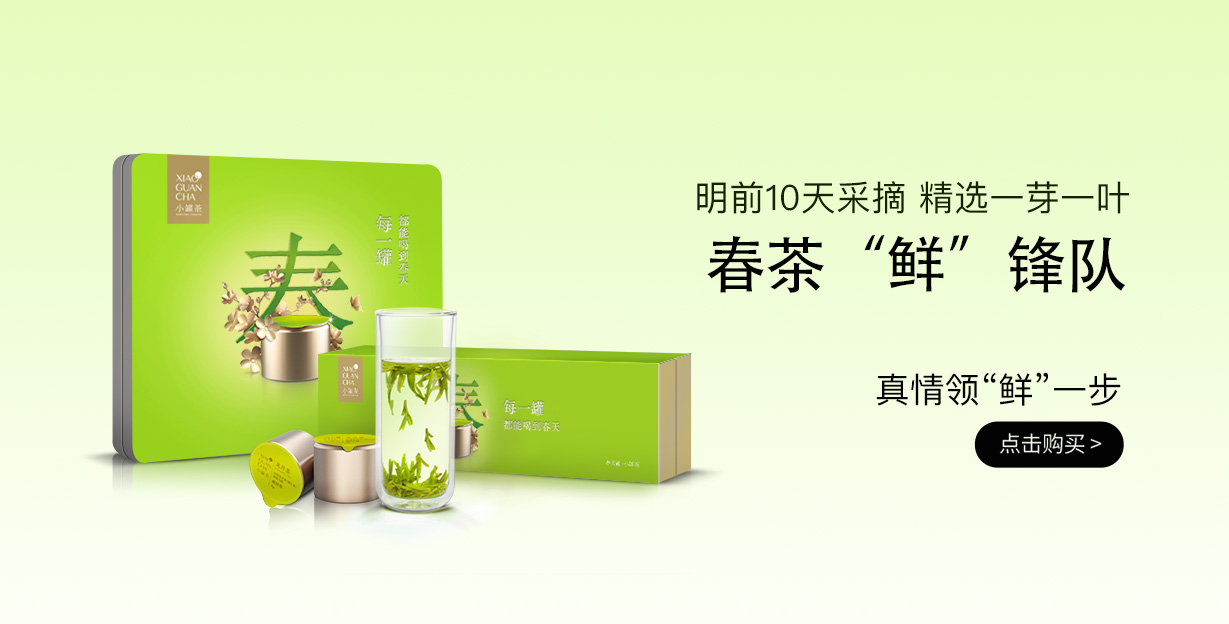 XIAO
GUAN
CHA
小罐茶
春
每一罐
都能喝到春天
XIAO
GUAN
CHA
小罐茶
春
每一罐
都能喝到春天
明前10天采摘 精选一芽一叶
春茶“鲜”锋队
真情领“鲜”一步
点击购买 >